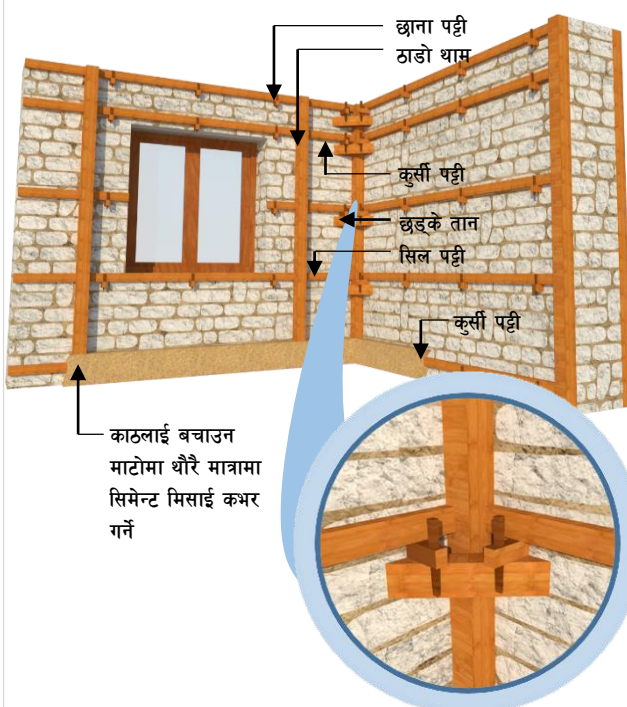 छाना पट्टी
ठाडो थाम
कुर्सी पट्टी
छड्के तान
सिल पट्टी
कुर्सी पट्टी
काठलाई बचाउन
माटोमा थौरै मात्रामा
सिमेन्ट मिसाई कभर
गर्ने